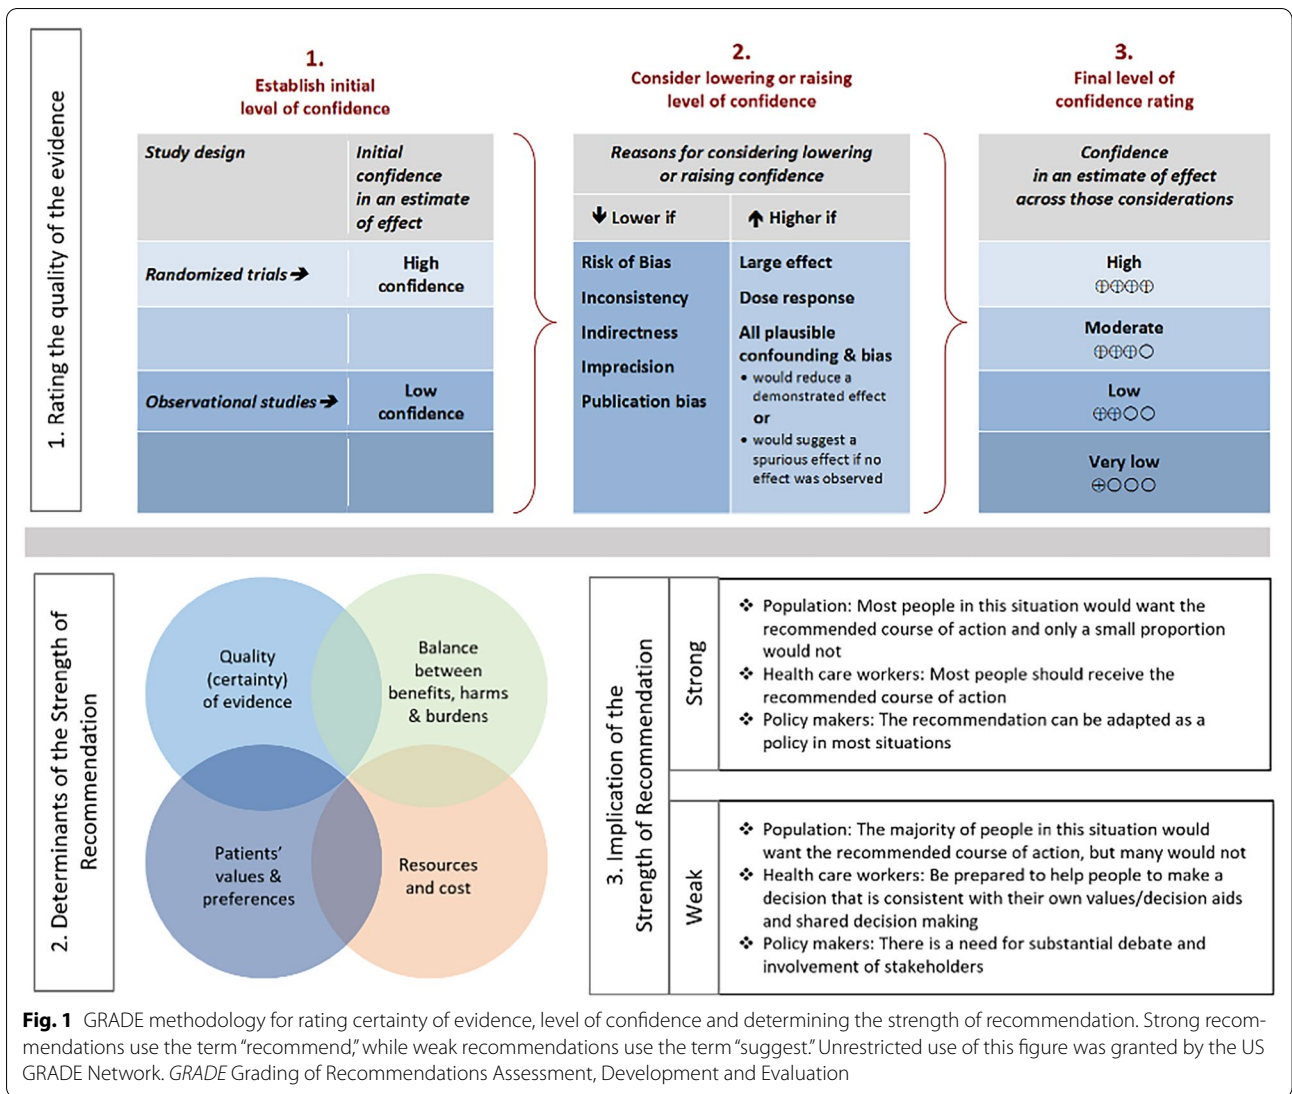 1. Rating the quality of the evidence
1.
Establish initial
level of confidence
Study design
Initial
confidence
in an estimate
of effect
Randomized trials ➔
High
confidence
Observational studies ➔
Low
confidence
2.
Consider lowering or raising
level of confidence
Reasons for considering lowering
or raising confidence
🡻 Lower if
🡹 Higher if
Risk of Bias
Inconsistency
Indirectness
Imprecision
Publication bias
Large effect
Dose response
All plausible
confounding & bias
• would reduce a
demonstrated effect
or
• would suggest a
spurious effect if no
effect was observed
3.
Final level of
confidence rating
Confidence
in an estimate of effect
across those considerations
High
⊕⊕⊕⊕
Moderate
⊕⊕⊕○
Low
⊕⊕○○
Very low
⊕○○○
2. Determinants of the Strength of
Recommendation
Quality
(certainty)
of evidence
Balance
between
benefits, harms
& burdens
Patients’
values &
preferences
Resources
and cost
3. Implication of the
Strength of Recommendation
Strong
❖ Population: Most people in this situation would want the
recommended course of action and only a small proportion
would not
❖ Health care workers: Most people should receive the
recommended course of action
❖ Policy makers: The recommendation can be adapted as a
policy in most situations
Weak
❖ Population: The majority of people in this situation would
want the recommended course of action, but many would not
❖ Health care workers: Be prepared to help people to make a
decision that is consistent with their own values/decision aids
and shared decision making
❖ Policy makers: There is a need for substantial debate and
involvement of stakeholders
Fig. 1 GRADE methodology for rating certainty of evidence, level of confidence and determining the strength of recommendation. Strong recom-
mendations use the term “recommend,” while weak recommendations use the term “suggest.” Unrestricted use of this figure was granted by the US
GRADE Network. GRADE Grading of Recommendations Assessment, Development and Evaluation